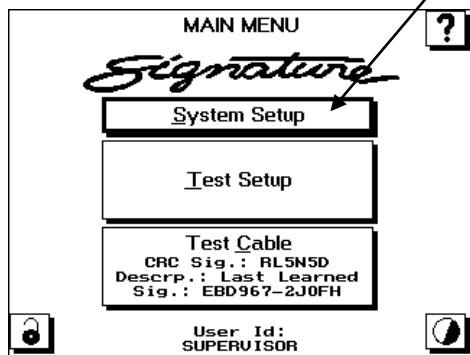 MAIN MENU
?
Signature
System Setup
Test Setup
Test Cable
CRC Sig.: RL5N5D
Descrp.: Last Learned
Sig.: EBD967-2J0FH
User Id:
SUPERVISOR